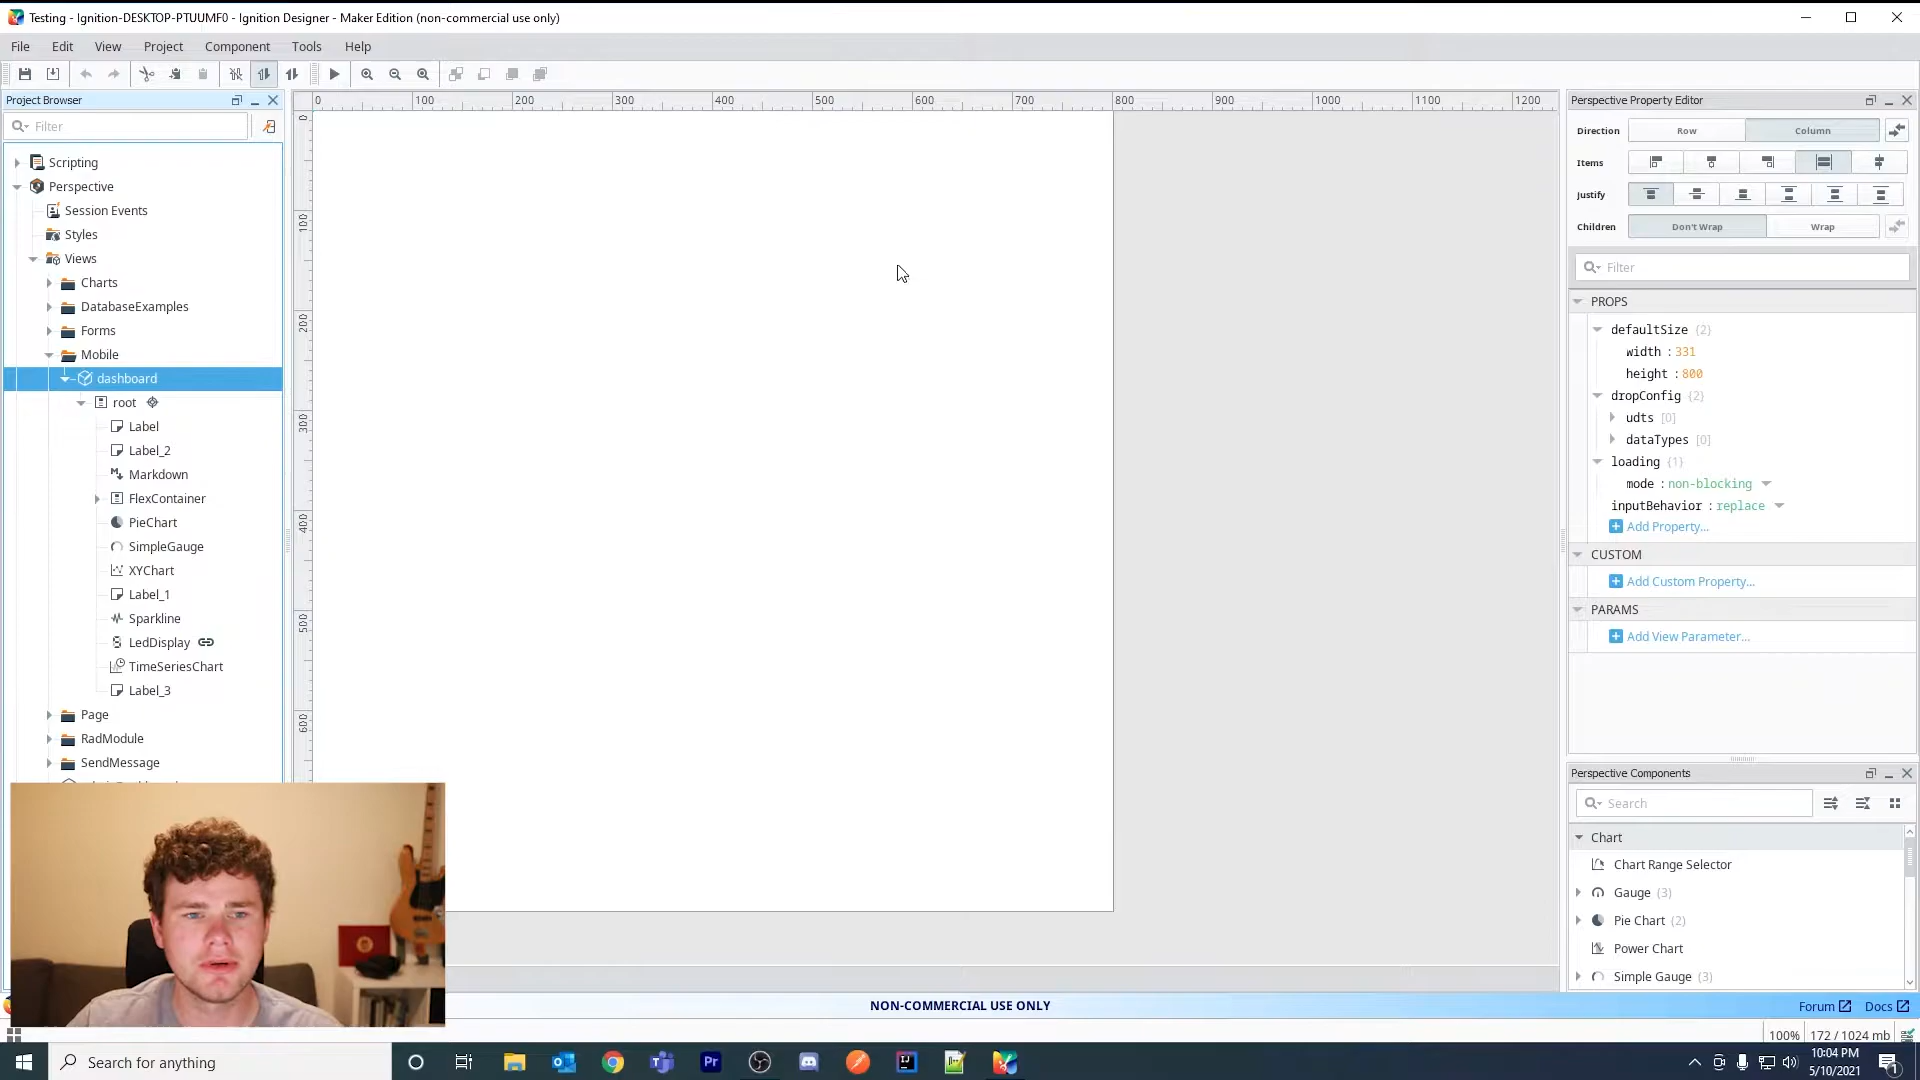 Testing - Ignition-DESKTOP-PTUUMF0 - Ignition Designer - Maker Edition (non-commercial use only)
File Edit View Project Component Tools Help
Project Browser
Filter
Scripting
Perspective
Session Events
Styles
Views
Charts
DatabaseExamples
Forms
Mobile
dashboard
root
Label
Label_2
Markdown
FlexContainer
PieChart
SimpleGauge
XYChart
Label_1
Sparkline
LedDisplay
TimeSeriesChart
Label_3
Page
RadModule
SendMessage
0 100 200 300 400 500 600 700 800 900 1000 1100 1200
0
100
200
300
400
500
600
Perspective Property Editor
Direction Row Column
Items
Justify
Children Don't Wrap Wrap
Filter
PROPS
defaultSize {2}
width : 331
height : 800
dropConfig {2}
udts [0]
dataTypes [0]
loading {1}
mode : non-blocking
inputBehavior : replace
Add Property...
CUSTOM
Add Custom Property...
PARAMS
Add View Parameter...
Perspective Components
Search
Chart
Chart Range Selector
Gauge (3)
Pie Chart (2)
Power Chart
Simple Gauge (3)
NON-COMMERCIAL USE ONLY
Forum Docs
100% 172 / 1024 mb
Search for anything
10:04 PM
5/10/2021